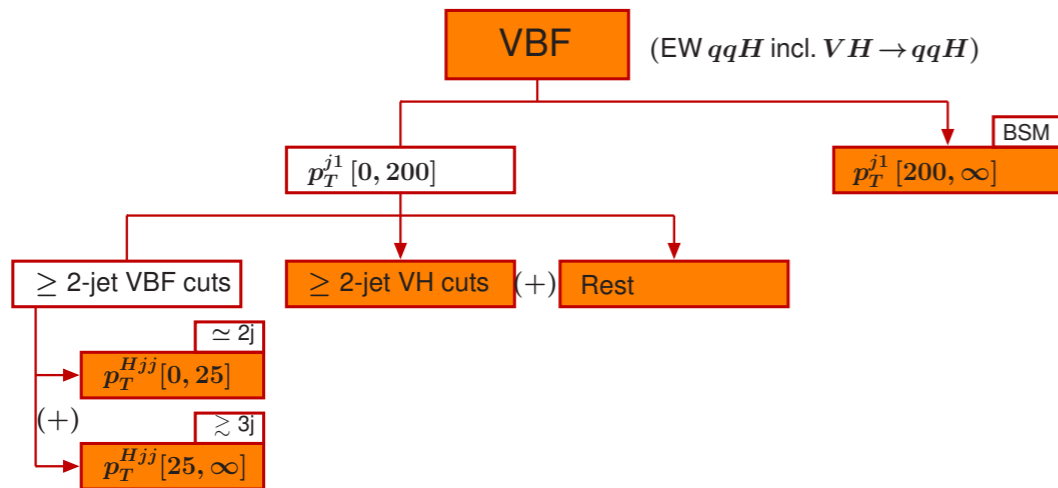 VBF
(EW qqH incl. VH → qqH)
BSM
p_T^{j1} [0, 200]
p_T^{j1} [200, ∞]
≥ 2-jet VBF cuts
≥ 2-jet VH cuts
(+)
Rest
≃ 2j
p_T^{Hjj} [0, 25]
(+)
≳ 3j
p_T^{Hjj} [25, ∞]